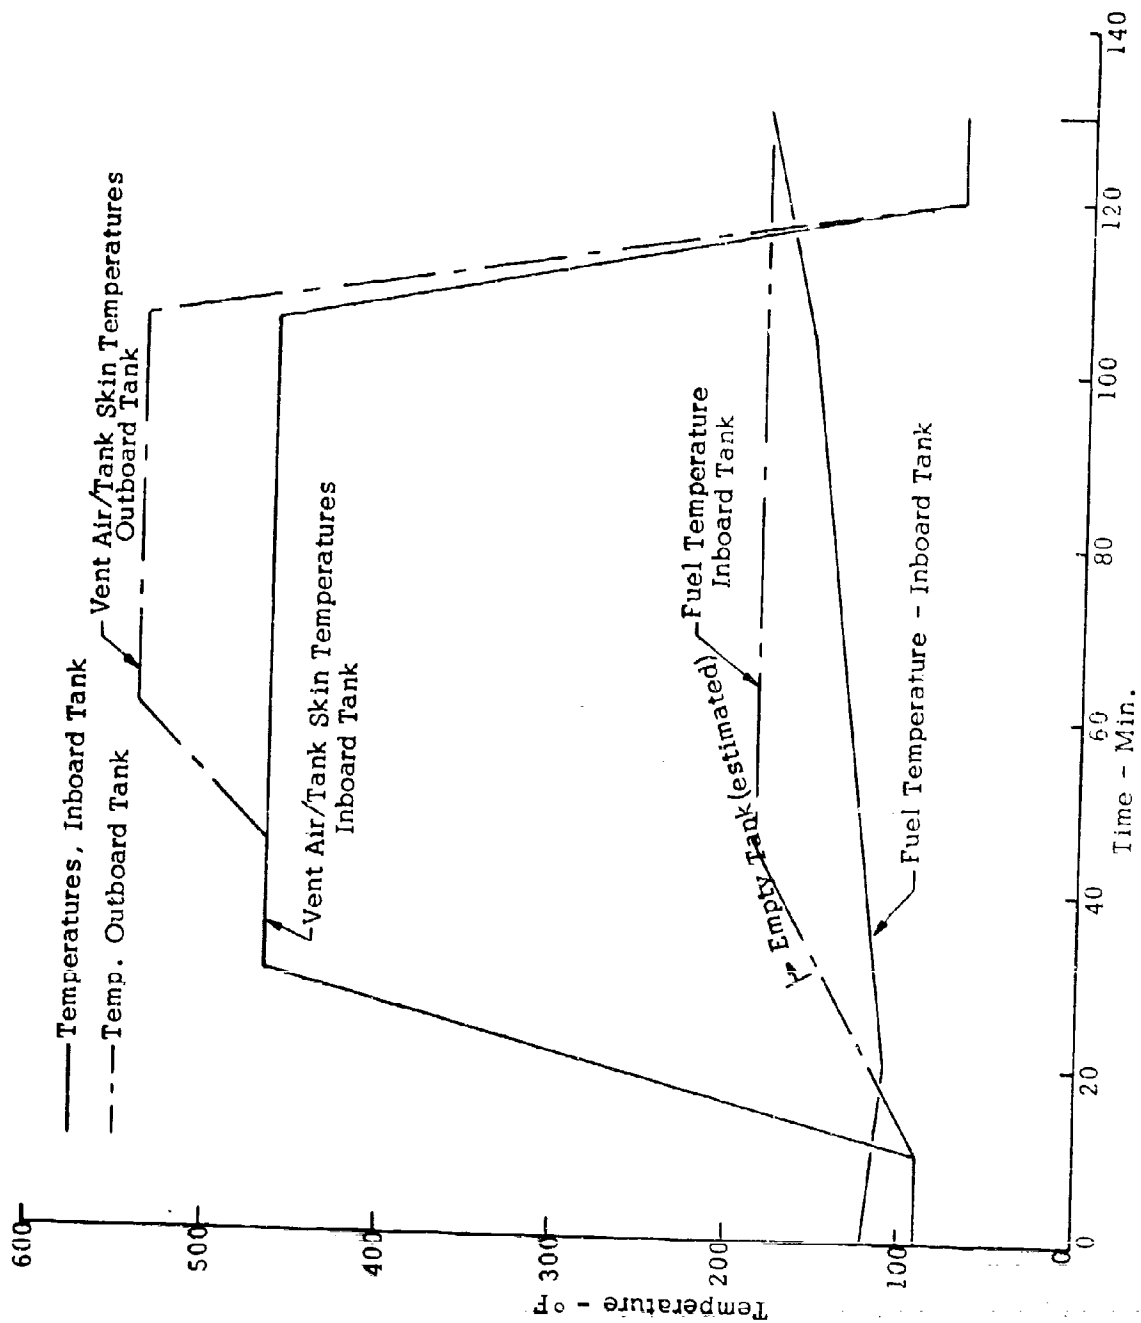 Temperatures, Inboard Tank
Temp. Outboard Tank
Vent Air/Tank Skin Temperatures
Outboard Tank
Vent Air/Tank Skin Temperatures
Inboard Tank
Fuel Temperature
Inboard Tank
Empty Tank (estimated)
Fuel Temperature - Inboard Tank
Temperature - °F
600
500
400
300
200
100
0
0
20
40
60
80
100
120
140
Time - Min.